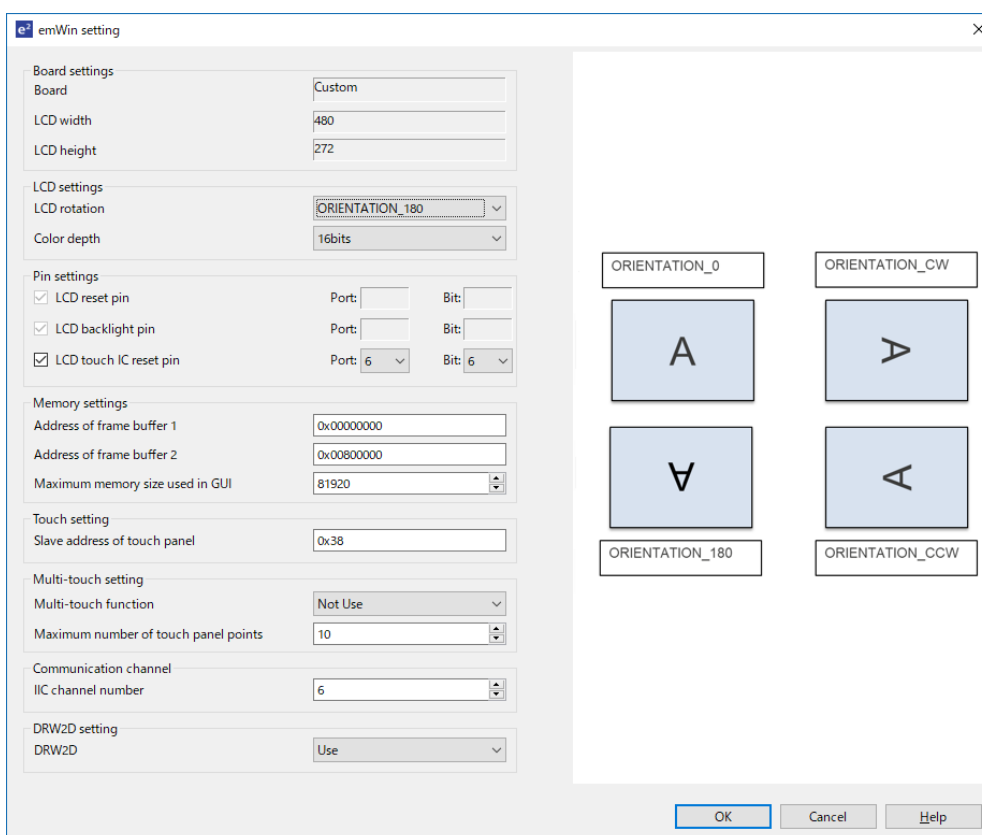 e² emWin setting
Board settings
Board Custom
LCD width 480
LCD height 272
LCD settings
LCD rotation ORIENTATION_180
Color depth 16bits
Pin settings
LCD reset pin Port: Bit:
LCD backlight pin Port: Bit:
LCD touch IC reset pin Port: 6 Bit: 6
Memory settings
Address of frame buffer 1 0x00000000
Address of frame buffer 2 0x00800000
Maximum memory size used in GUI 81920
Touch setting
Slave address of touch panel 0x38
Multi-touch setting
Multi-touch function Not Use
Maximum number of touch panel points 10
Communication channel
IIC channel number 6
DRW2D setting
DRW2D Use
ORIENTATION_0 ORIENTATION_CW
A A
A A
ORIENTATION_180 ORIENTATION_CCW
OK Cancel Help